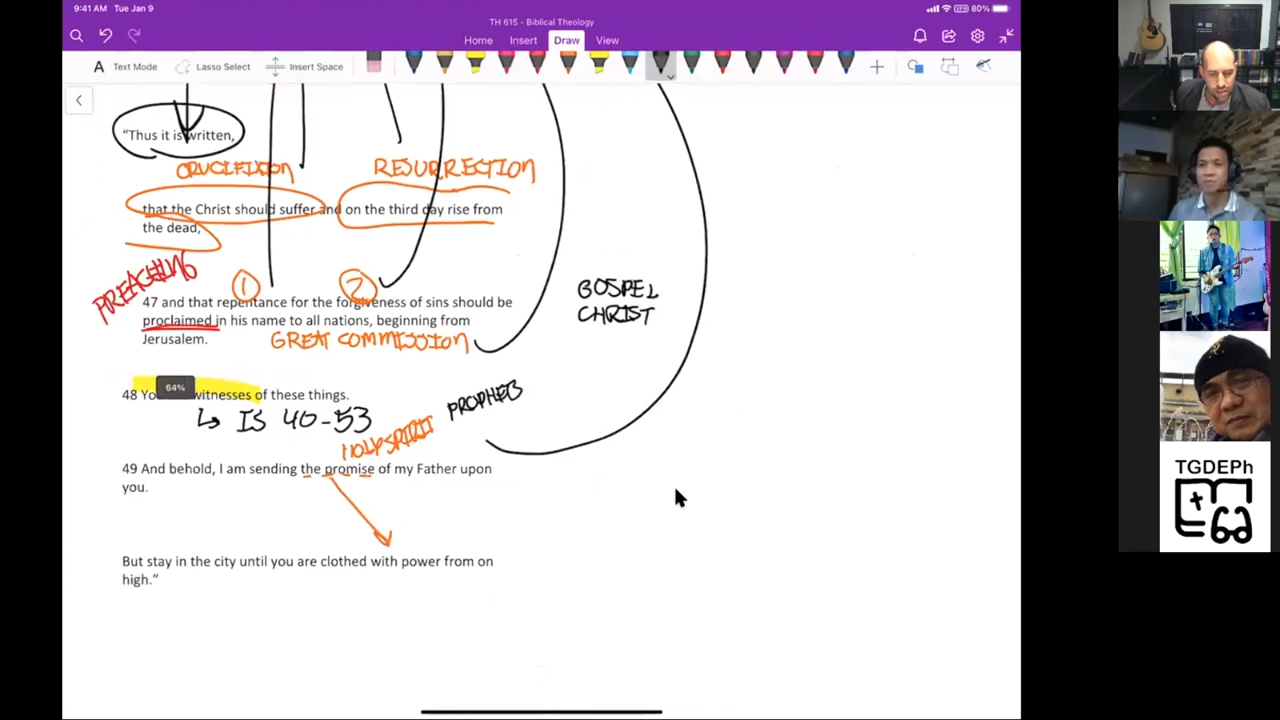 9:41 AM Tue Jan 9
80%
TH 615 - Biblical Theology
Home Insert Draw View
A Text Mode Lasso Select Insert Space
“Thus it is written,
CRUCIFIXION RESURRECTION
that the Christ should suffer and on the third day rise from
the dead,
PREACHING
1 2
47 and that repentance for the forgiveness of sins should be
proclaimed in his name to all nations, beginning from
Jerusalem.
GREAT COMMISSION
GOSPEL
CHRIST
64%
48 witnesses of these things.
IS 40-53
PROPHETS
HOLY SPIRIT
49 And behold, I am sending the promise of my Father upon
you.
But stay in the city until you are clothed with power from on
high.”
TGDEPh